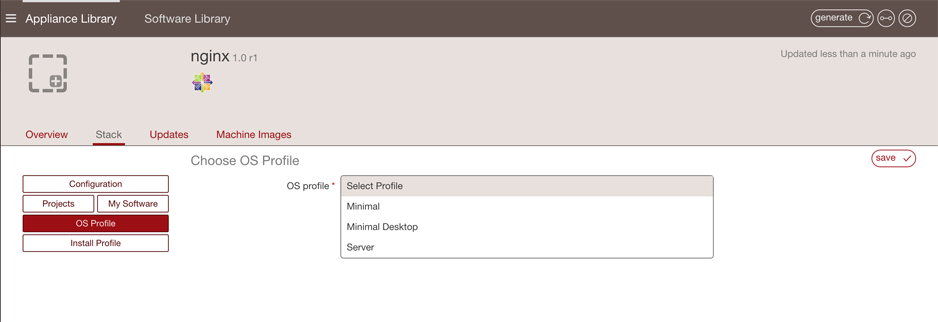 Appliance Library Software Library generate
nginx 1.0 r1 Updated less than a minute ago
Overview Stack Updates Machine Images
Choose OS Profile save
Configuration
OS profile * Select Profile
Projects My Software
Minimal
OS Profile
Minimal Desktop
Install Profile
Server